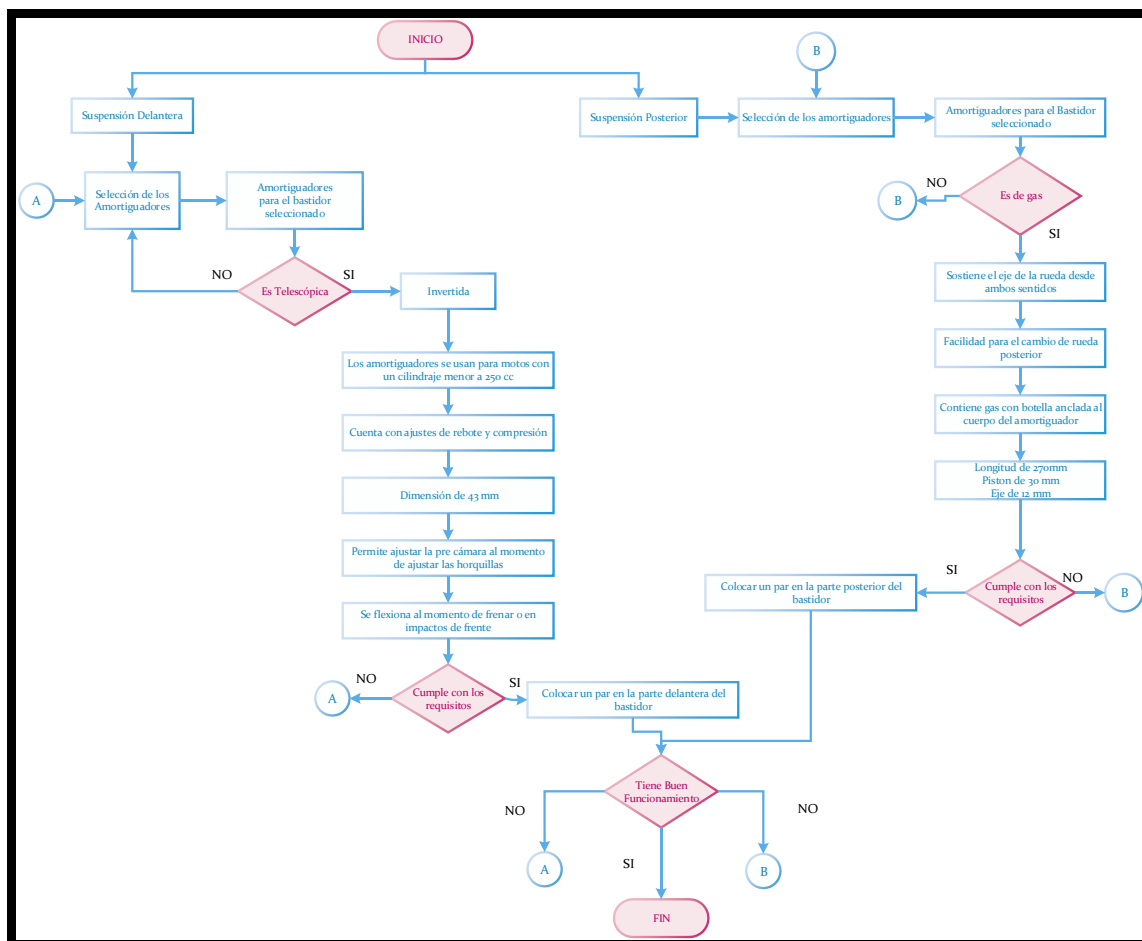 INICIO
B
Suspensión Delantera
Suspensión Posterior
Selección de los amortiguadores
Amortiguadores para el Bastidor
seleccionado
A
Selección de los
Amortiguadores
Amortiguadores
para el bastidor
seleccionado
NO
B
Es de gas
SI
NO
Es Telescópica
SI
Invertida
Sostiene el eje de la rueda desde
ambos sentidos
Facilidad para el cambio de rueda
posterior
Los amortiguadores se usan para motos con
un cilindraje menor a 250 cc
Contiene gas con botella anclada al
cuerpo del amortiguador
Cuenta con ajustes de rebote y compresión
Longitud de 270mm
Piston de 30 mm
Eje de 12 mm
Dimensión de 43 mm
Permite ajustar la pre cámara al momento
de ajustar las horquillas
SI
Cumple con los
requisitos
NO
B
Colocar un par en la parte posterior del
bastidor
Se flexiona al momento de frenar o en
impactos de frente
NO
A
Cumple con los
requisitos
SI
Colocar un par en la parte delantera del
bastidor
Tiene Buen
Funcionamiento
NO
NO
A
SI
B
FIN